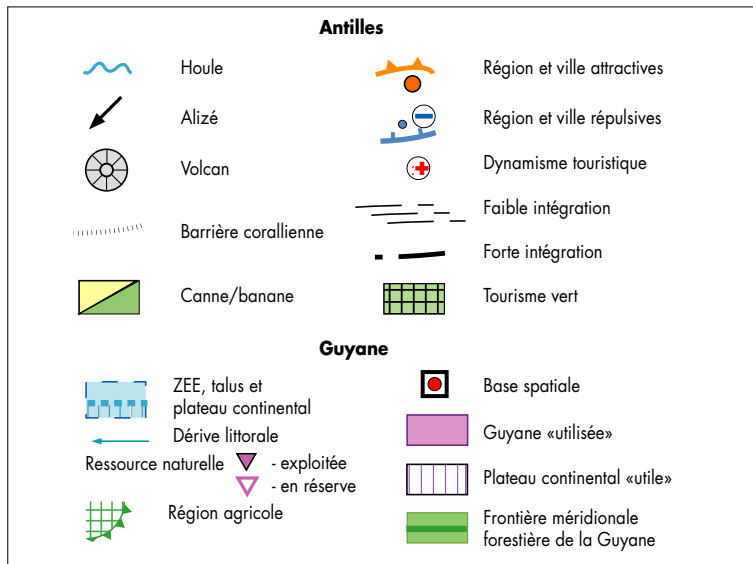 Antilles
Houle
Alizé
Volcan
Barrière corallienne
Canne/banane
Région et ville attractives
Région et ville répulsives
Dynamisme touristique
Faible intégration
Forte intégration
Tourisme vert
Guyane
ZEE, talus et
plateau continental
Dérive littorale
Ressource naturelle - exploitée
- en réserve
Région agricole
Base spatiale
Guyane «utilisée»
Plateau continental «utile»
Frontière méridionale
forestière de la Guyane